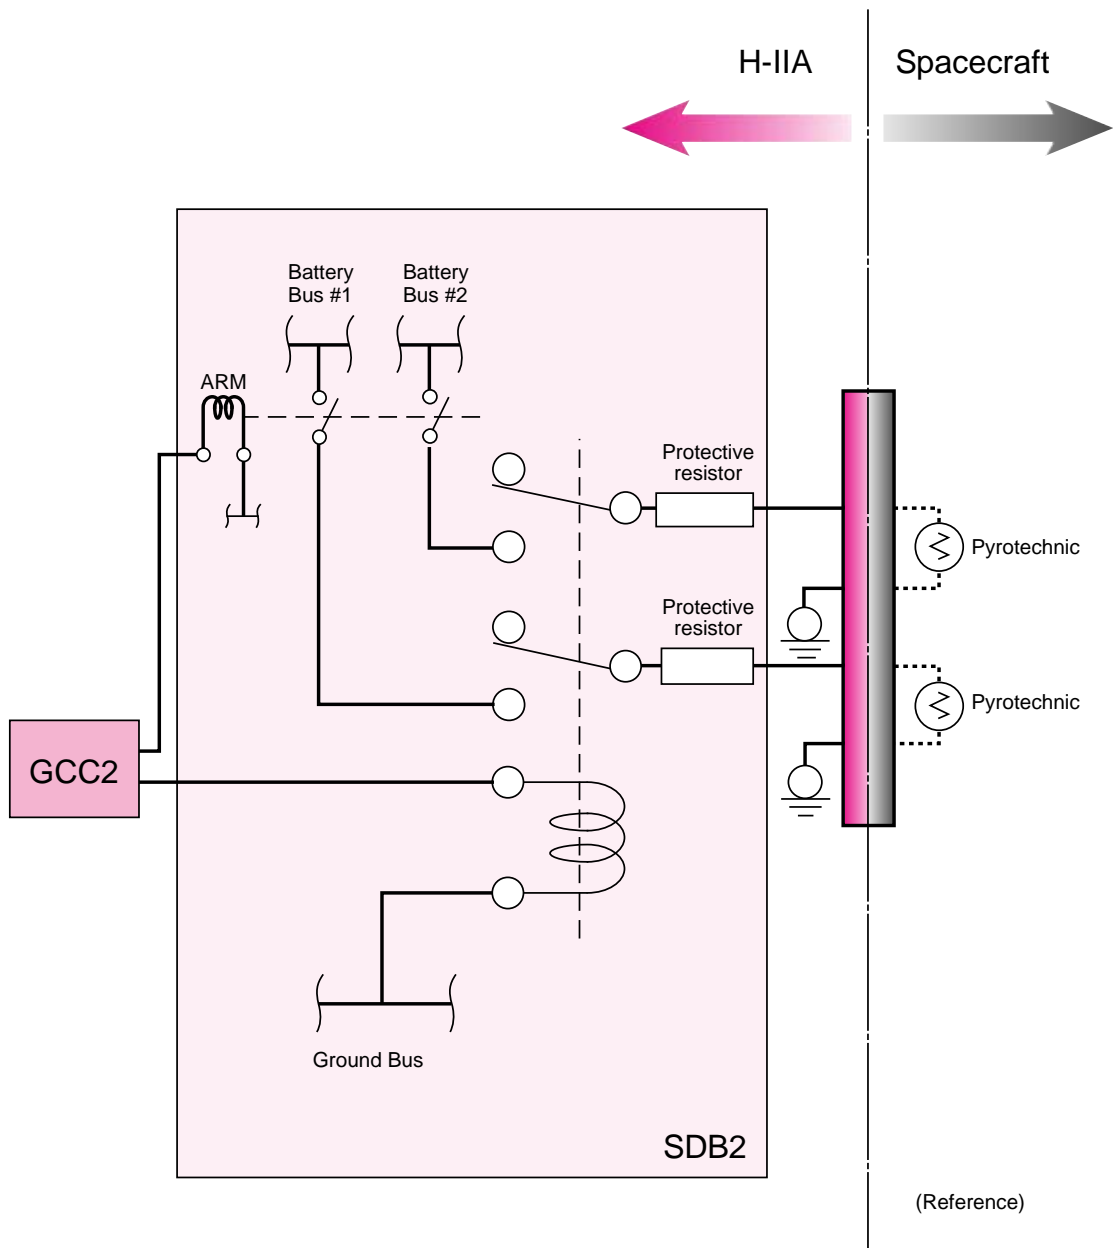 H-IIA
Spacecraft
Battery
Bus #1
Battery
Bus #2
ARM
Protective
resistor
Pyrotechnic
Protective
resistor
Pyrotechnic
GCC2
Ground Bus
SDB2
(Reference)